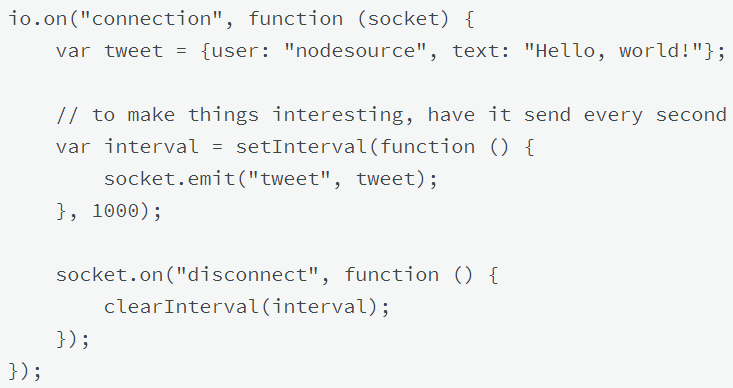 io.on("connection", function (socket) {
    var tweet = {user: "nodesource", text: "Hello, world!"};

    // to make things interesting, have it send every second
    var interval = setInterval(function () {
        socket.emit("tweet", tweet);
    }, 1000);

    socket.on("disconnect", function () {
        clearInterval(interval);
    });
});